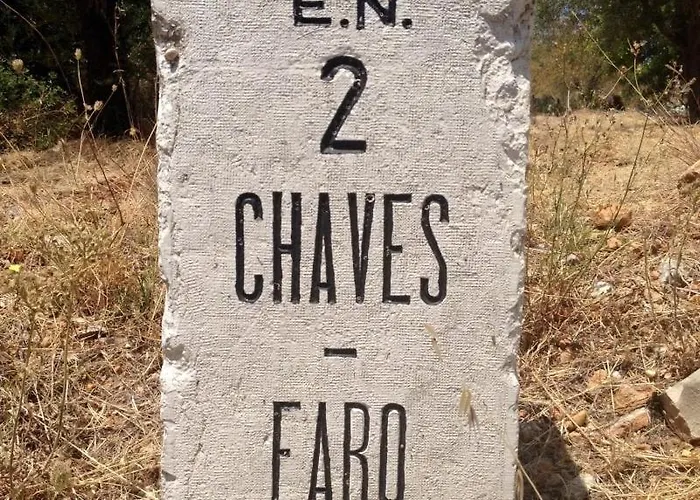 E.N.
2
CHAVES
-
FARO